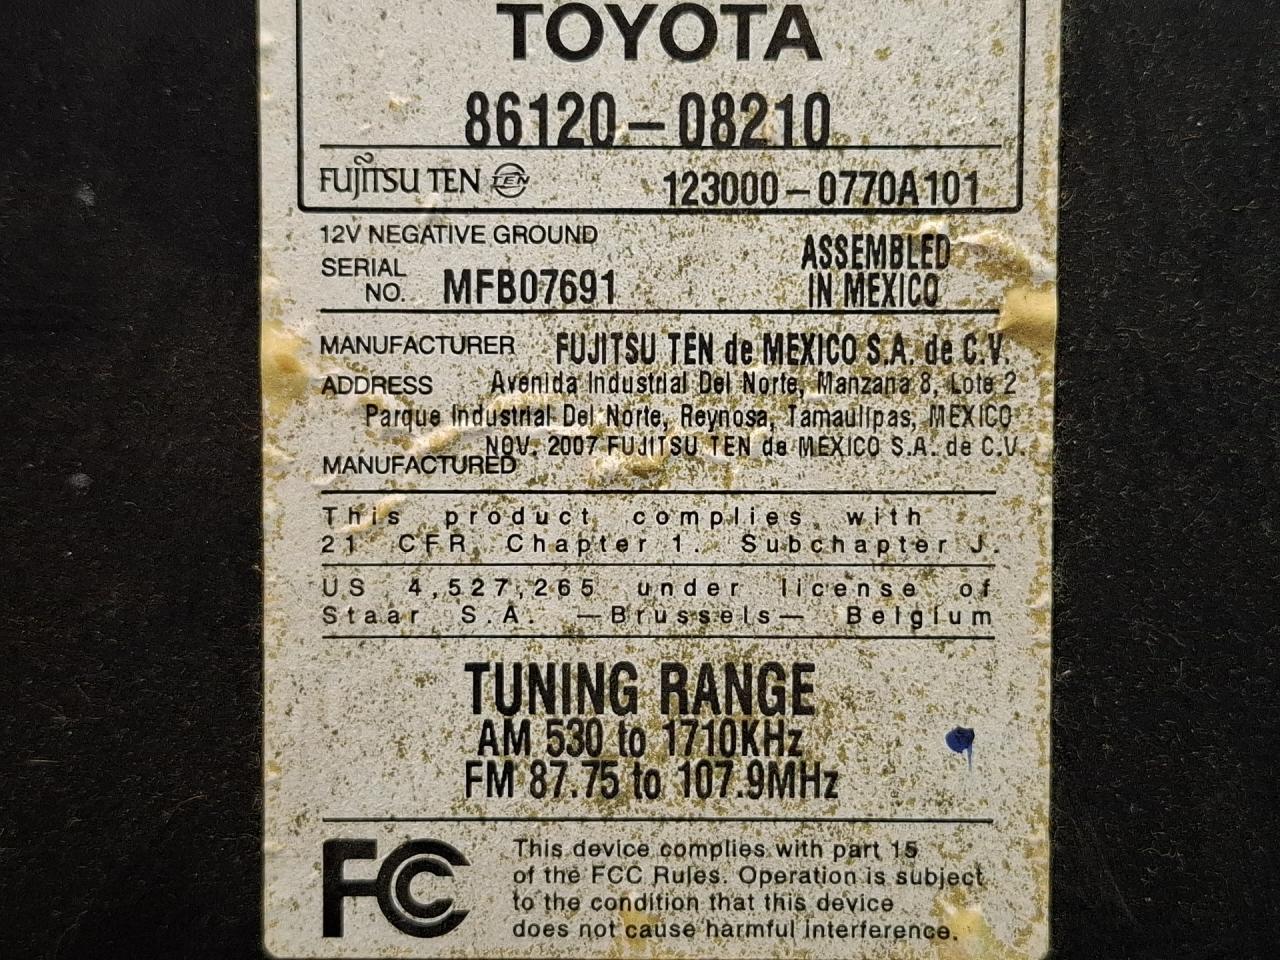 TOYOTA
86120-08210
FUJITSU TEN TEN 123000-0770A101
12V NEGATIVE GROUND
SERIAL NO. MFB07691
ASSEMBLED
IN MEXICO
MANUFACTURER FUJITSU TEN de MEXICO S.A. de C.V.
ADDRESS Avenida Industrial Del Norte, Manzana 8, Lote 2
Parque Industrial Del Norte, Reynosa, Tamaulipas, MEXICO
NOV. 2007 FUJITSU TEN de MEXICO S.A. de C.V.
MANUFACTURED
This product complies with
21 CFR Chapter 1. Subchapter J.
US 4,527,265 under license of
Staar S.A. —Brussels— Belgium
TUNING RANGE
AM 530 to 1710KHz
FM 87.75 to 107.9MHz
FC This device complies with part 15
of the FCC Rules. Operation is subject
to the condition that this device
does not cause harmful interference.